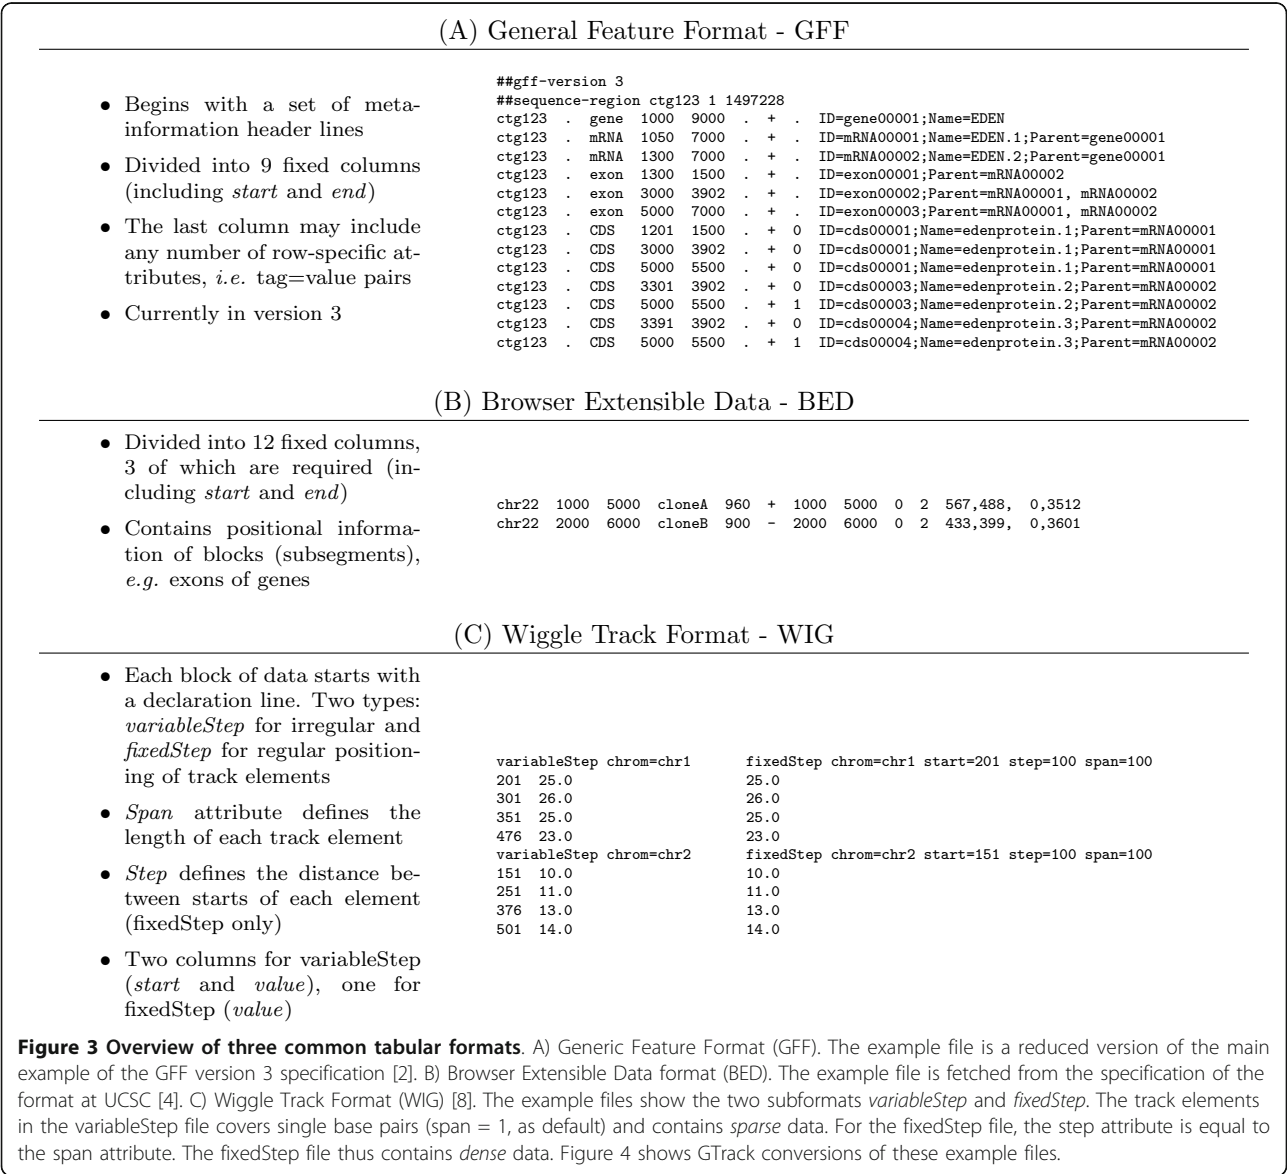 (A) General Feature Format - GFF
• Begins with a set of meta-
information header lines
• Divided into 9 fixed columns
(including start and end)
• The last column may include
any number of row-specific at-
tributes, i.e. tag=value pairs
• Currently in version 3
##gff-version 3
##sequence-region ctg123 1 1497228
ctg123 . gene 1000 9000 . + . ID=gene00001;Name=EDEN
ctg123 . mRNA 1050 7000 . + . ID=mRNA00001;Name=EDEN.1;Parent=gene00001
ctg123 . mRNA 1300 7000 . + . ID=mRNA00002;Name=EDEN.2;Parent=gene00001
ctg123 . exon 1300 1500 . + . ID=exon00001;Parent=mRNA00002
ctg123 . exon 3000 3902 . + . ID=exon00002;Parent=mRNA00001, mRNA00002
ctg123 . exon 5000 7000 . + . ID=exon00003;Parent=mRNA00001, mRNA00002
ctg123 . CDS 1201 1500 . + 0 ID=cds00001;Name=edenprotein.1;Parent=mRNA00001
ctg123 . CDS 3000 3902 . + 0 ID=cds00001;Name=edenprotein.1;Parent=mRNA00001
ctg123 . CDS 5000 5500 . + 0 ID=cds00001;Name=edenprotein.1;Parent=mRNA00001
ctg123 . CDS 3301 3902 . + 0 ID=cds00003;Name=edenprotein.2;Parent=mRNA00002
ctg123 . CDS 5000 5500 . + 1 ID=cds00003;Name=edenprotein.2;Parent=mRNA00002
ctg123 . CDS 3391 3902 . + 0 ID=cds00004;Name=edenprotein.3;Parent=mRNA00002
ctg123 . CDS 5000 5500 . + 1 ID=cds00004;Name=edenprotein.3;Parent=mRNA00002
(B) Browser Extensible Data - BED
• Divided into 12 fixed columns,
3 of which are required (in-
cluding start and end)
• Contains positional informa-
tion of blocks (subsegments),
e.g. exons of genes
chr22 1000 5000 cloneA 960 + 1000 5000 0 2 567,488, 0,3512
chr22 2000 6000 cloneB 900 - 2000 6000 0 2 433,399, 0,3601
(C) Wiggle Track Format - WIG
• Each block of data starts with
a declaration line. Two types:
variableStep for irregular and
fixedStep for regular position-
ing of track elements
• Span attribute defines the
length of each track element
• Step defines the distance be-
tween starts of each element
(fixedStep only)
• Two columns for variableStep
(start and value), one for
fixedStep (value)
variableStep chrom=chr1
201 25.0
301 26.0
351 25.0
476 23.0
variableStep chrom=chr2
151 10.0
251 11.0
376 13.0
501 14.0
fixedStep chrom=chr1 start=201 step=100 span=100
25.0
26.0
25.0
23.0
fixedStep chrom=chr2 start=151 step=100 span=100
10.0
11.0
13.0
14.0
Figure 3 Overview of three common tabular formats. A) Generic Feature Format (GFF). The example file is a reduced version of the main
example of the GFF version 3 specification [2]. B) Browser Extensible Data format (BED). The example file is fetched from the specification of the
format at UCSC [4]. C) Wiggle Track Format (WIG) [8]. The example files show the two subformats variableStep and fixedStep. The track elements
in the variableStep file covers single base pairs (span = 1, as default) and contains sparse data. For the fixedStep file, the step attribute is equal to
the span attribute. The fixedStep file thus contains dense data. Figure 4 shows GTrack conversions of these example files.